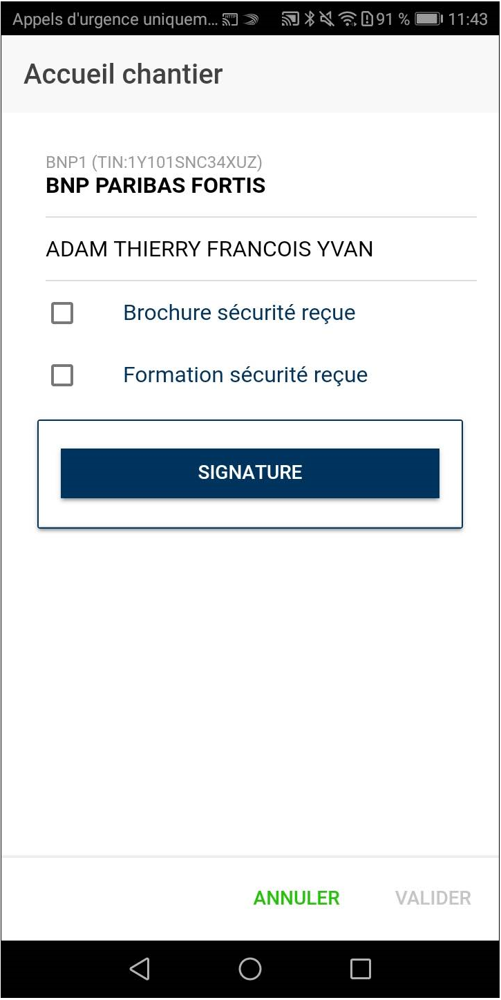 Appels d'urgence uniquem... 91 % 11:43
Accueil chantier
BNP1 (TIN:1Y101SNC34XUZ)
BNP PARIBAS FORTIS
ADAM THIERRY FRANCOIS YVAN
Brochure sécurité reçue
Formation sécurité reçue
SIGNATURE
ANNULER VALIDER